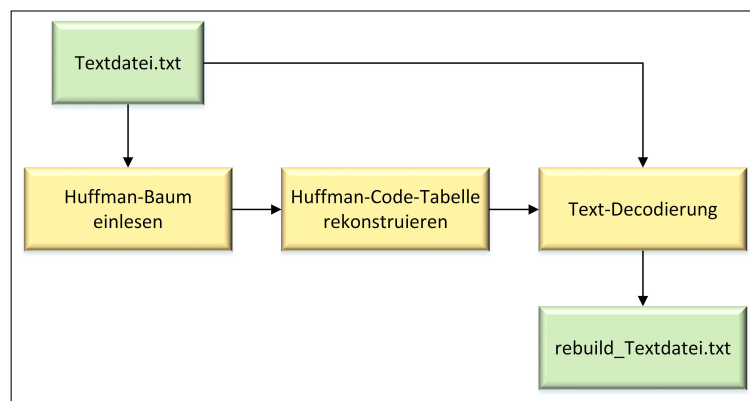 Textdatei.txt
Huffman-Baum
einlesen
Huffman-Code-Tabelle
rekonstruieren
Text-Decodierung
rebuild_Textdatei.txt